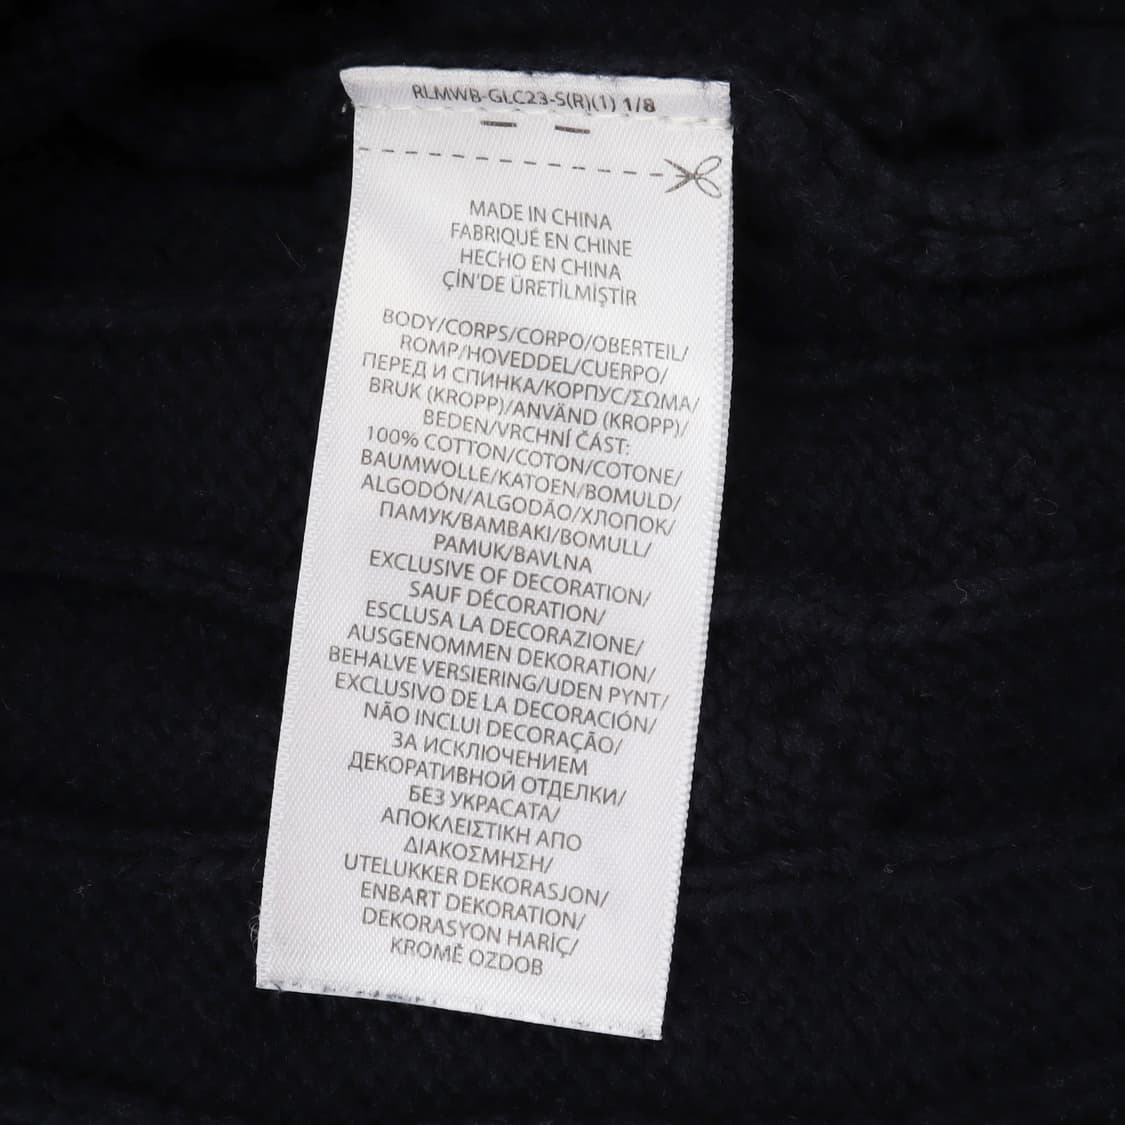 RLMWB-GLC23-S(R)(1) 1/8
MADE IN CHINA
FABRIQUÉ EN CHINE
HECHO EN CHINA
ÇİN'DE ÜRETİLMİŞTİR
BODY/CORPS/CORPO/OBERTEIL/
ROMP/HOVEDDEL/CUERPO/
ПЕРЕД И СПИНКА/КОРПУС/ΣΩΜΑ/
BRUK (KROPP)/ANVÄND (KROPP)/
BEDEN/VRCHNÍ ČÁST:
100% COTTON/COTON/COTONE/
BAUMWOLLE/KATOEN/BOMULD/
ALGODÓN/ALGODÃO/ХЛОПОК/
ПАМУК/ΒΑΜΒΑΚΙ/BOMULL/
PAMUK/BAVLNA
EXCLUSIVE OF DECORATION/
SAUF DÉCORATION/
ESCLUSA LA DECORAZIONE/
AUSGENOMMEN DEKORATION/
BEHALVE VERSIERING/UDEN PYNT/
EXCLUSIVO DE LA DECORACIÓN/
NÃO INCLUI DECORAÇÃO/
ЗА ИСКЛЮЧЕНИЕМ
ДЕКОРАТИВНОЙ ОТДЕЛКИ/
БЕЗ УКРАСАТА/
ΑΠΟΚΛΕΙΣΤΙΚΗ ΑΠΟ
ΔΙΑΚΟΣΜΗΣΗ/
UTELUKKER DEKORASJON/
ENBART DEKORATION/
DEKORASYON HARİÇ/
KROMĚ OZDOB